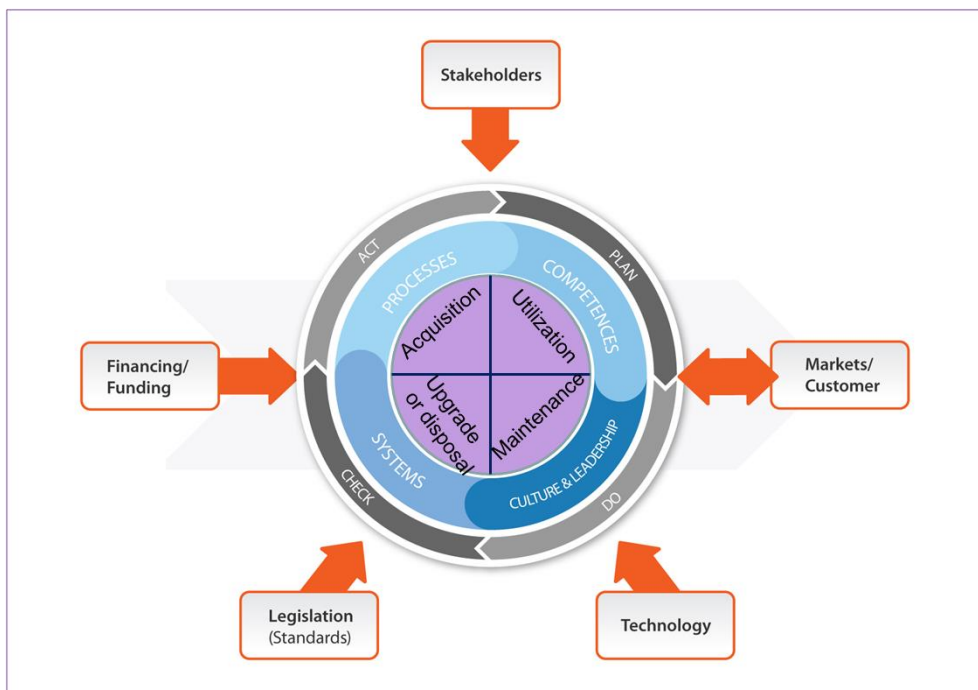 Stakeholders
ACT
PLAN
PROCESSES
COMPETENCES
Acquisition
Utilization
Financing/
Funding
Markets/
Customer
Upgrade
or disposal
Maintenance
SYSTEMS
CULTURE & LEADERSHIP
CHECK
DO
Legislation
(Standards)
Technology